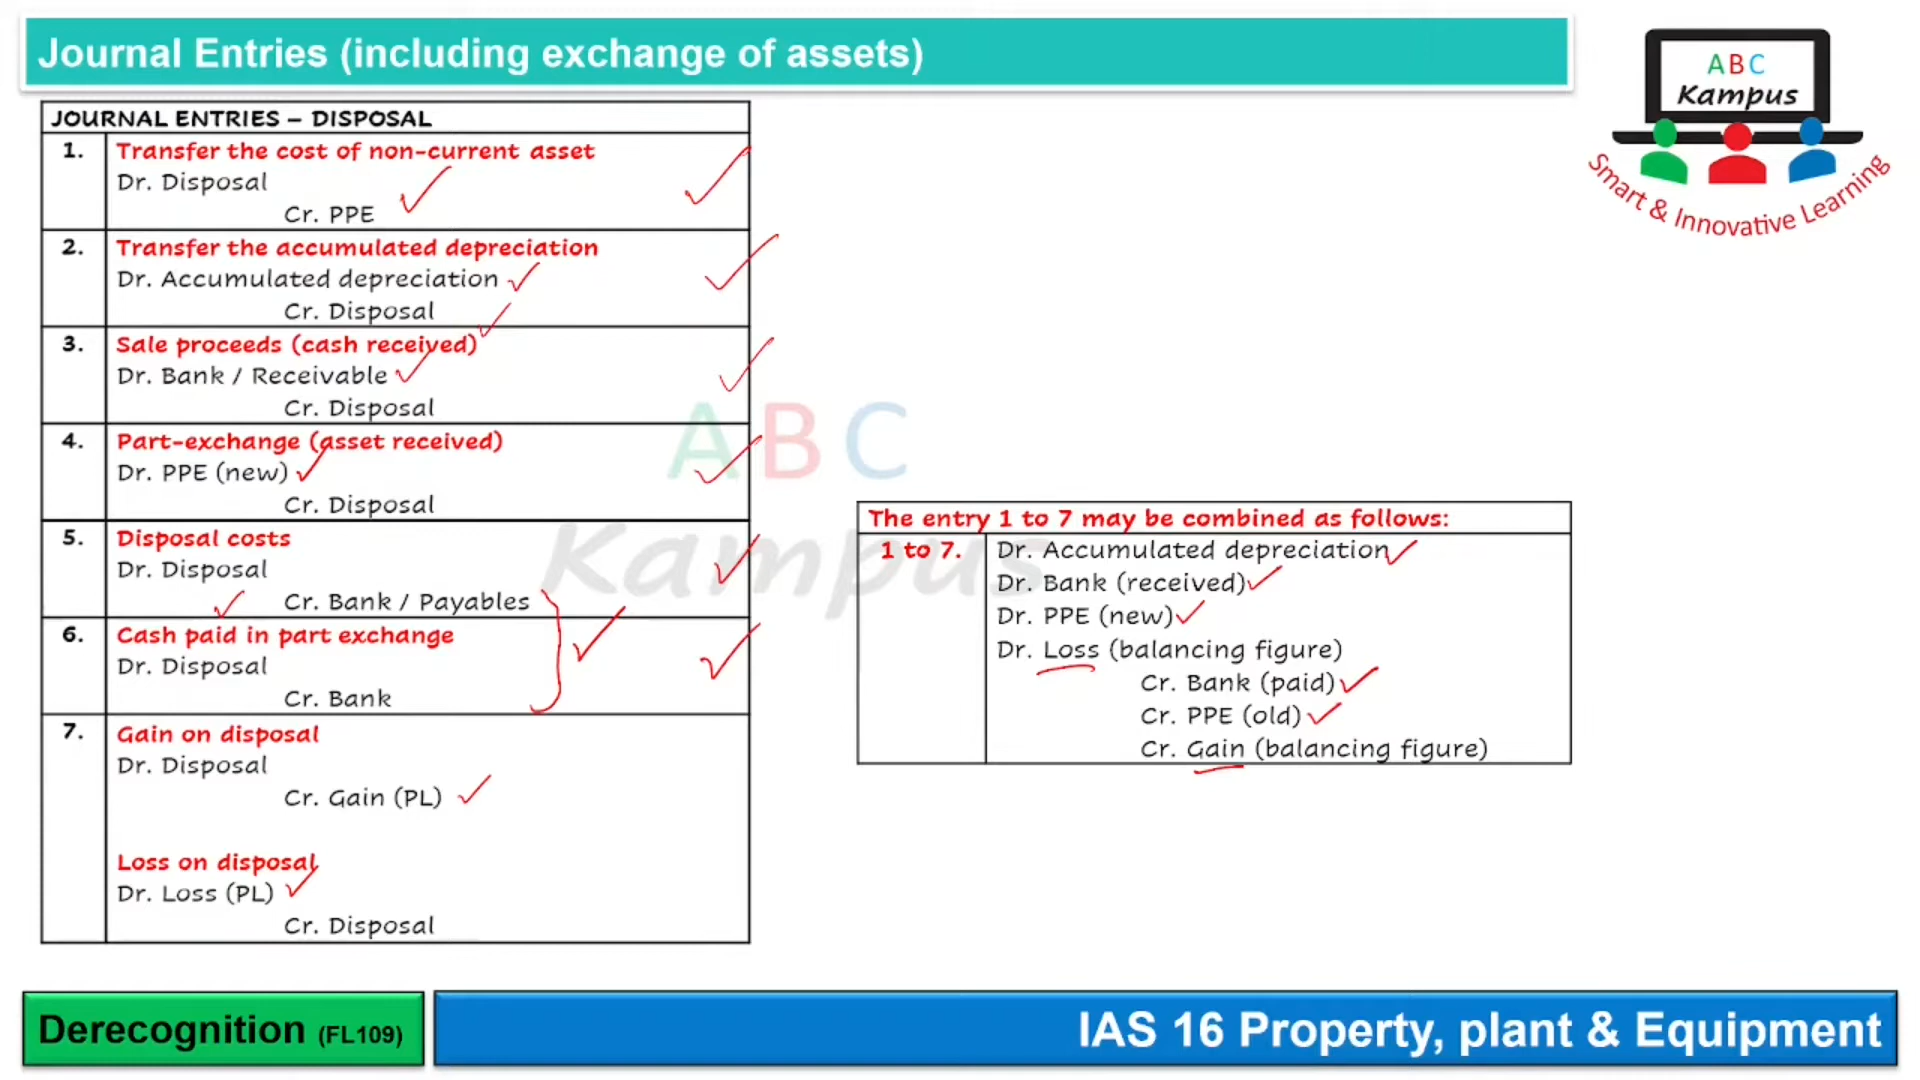 Journal Entries (including exchange of assets)
ABC
Kampus
Smart & Innovative Learning
JOURNAL ENTRIES – DISPOSAL
1. Transfer the cost of non-current asset
Dr. Disposal
Cr. PPE
2. Transfer the accumulated depreciation
Dr. Accumulated depreciation
Cr. Disposal
3. Sale proceeds (cash received)
Dr. Bank / Receivable
Cr. Disposal
4. Part-exchange (asset received)
Dr. PPE (new)
Cr. Disposal
5. Disposal costs
Dr. Disposal
Cr. Bank / Payables
6. Cash paid in part exchange
Dr. Disposal
Cr. Bank
7. Gain on disposal
Dr. Disposal
Cr. Gain (PL)
Loss on disposal
Dr. Loss (PL)
Cr. Disposal
ABC
Kampus
The entry 1 to 7 may be combined as follows:
1 to 7. Dr. Accumulated depreciation
Dr. Bank (received)
Dr. PPE (new)
Dr. Loss (balancing figure)
Cr. Bank (paid)
Cr. PPE (old)
Cr. Gain (balancing figure)
Derecognition (FL109)
IAS 16 Property, plant & Equipment